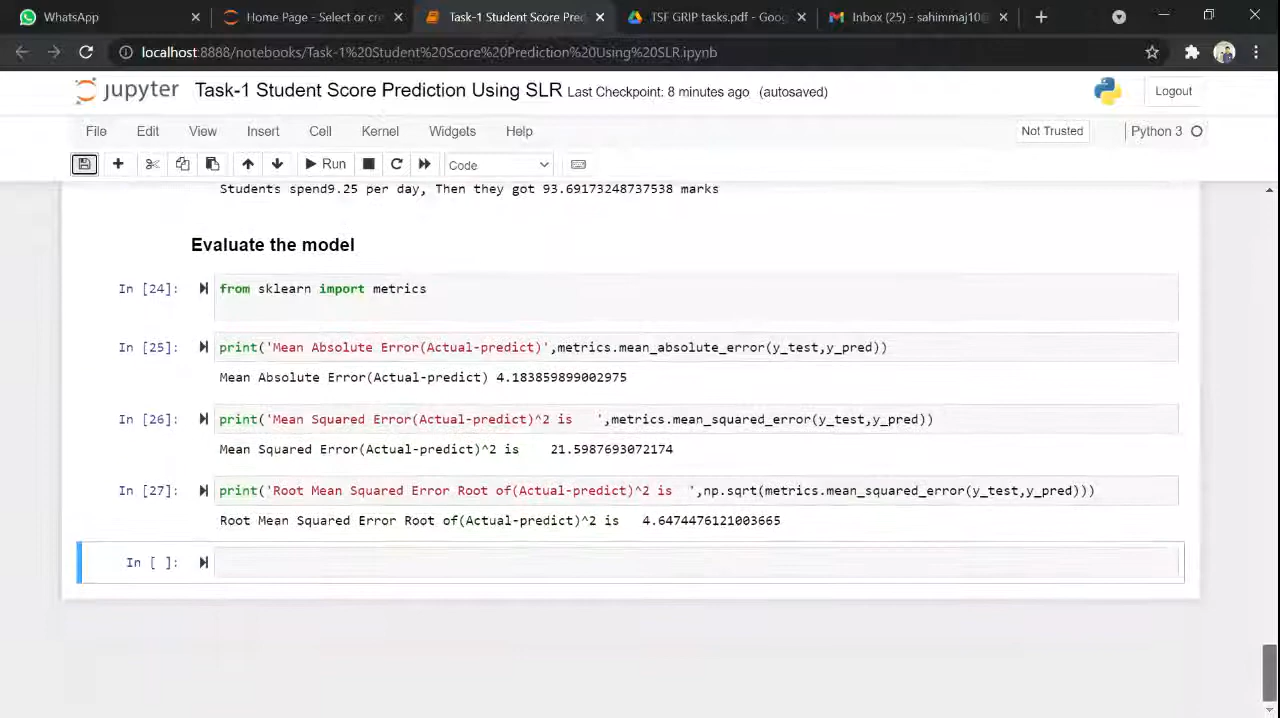 WhatsApp
Home Page - Select or cre
Task-1 Student Score Pred
TSF GRIP tasks.pdf - Goog
Inbox (25) - sahimmaj10@
localhost:8888/notebooks/Task-1%20Student%20Score%20Prediction%20Using%20SLR.ipynb
jupyter Task-1 Student Score Prediction Using SLR Last Checkpoint: 8 minutes ago (autosaved)
Logout
File Edit View Insert Cell Kernel Widgets Help
Not Trusted
Python 3
Run
Code
Students spend9.25 per day, Then they got 93.69173248737538 marks
Evaluate the model
In [24]: from sklearn import metrics
In [25]: print('Mean Absolute Error(Actual-predict)',metrics.mean_absolute_error(y_test,y_pred))
Mean Absolute Error(Actual-predict) 4.183859899002975
In [26]: print('Mean Squared Error(Actual-predict)^2 is   ',metrics.mean_squared_error(y_test,y_pred))
Mean Squared Error(Actual-predict)^2 is    21.5987693072174
In [27]: print('Root Mean Squared Error Root of(Actual-predict)^2 is  ',np.sqrt(metrics.mean_squared_error(y_test,y_pred)))
Root Mean Squared Error Root of(Actual-predict)^2 is   4.6474476121003665
In [ ]: